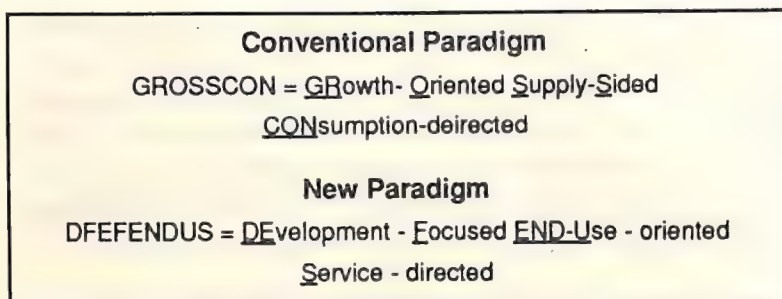 Conventional Paradigm
GROSSCON = GRowth- Oriented Supply-Sided
CONsumption-deirected
New Paradigm
DFEFENDUS = DEvelopment - Focused END-Use - oriented
Service - directed